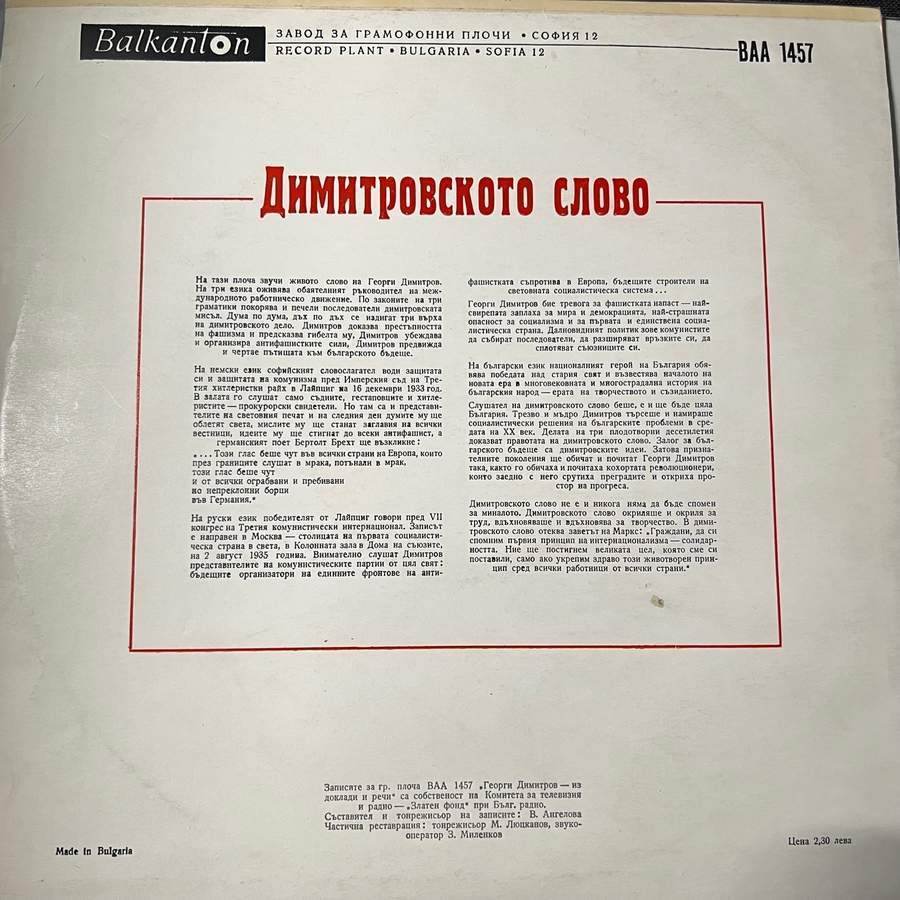 Balkanton
ЗАВОД ЗА ГРАМОФОННИ ПЛОЧИ • СОФИЯ 12
RECORD PLANT • BULGARIA • SOFIA 12
ВАА 1457
ДИМИТРОВСКОТО СЛОВО
На тази плоча звучи живото слово на Георги Димитров.
На три езика оживява обаятелният ръководител на меж-
дународното работническо движение. По законите на три
граматики покорява и печели последователи димитровската
мисъл. Дума по дума, дъх по дъх се издигат три върха
на димитровското дело. Димитров доказва престъпността
на фашизма и предсказва гибелта му, Димитров убеждава
и организира антифашистките сили, Димитров предвижда
и чертае пътищата към българското бъдеще.
На немски език софийският словослагател води защитата
си и защитата на комунизма пред Имперския съд на Тре-
тия хитлеристки райх в Лайпциг на 16 декември 1933 год.
В залата го слушат само съдиите, гестаповците и хитле-
ристите — прокурорски свидетели. Но там са и представи-
телите на световния печат и на следния ден думите му ще
облетят света, мислите му ще станат заглавия на всички
вестници, идеите му ще стигнат до всеки антифашист, а
германският поет Бертолт Брехт ще възкликне:
„... Този глас беше чут във всички страни на Европа, които
през границите слушат в мрака, потънали в мрак,
този глас беше чут
и от всички ограбвани и пребивани
но непреклонни борци
във Германия.“
На руски език победителят от Лайпциг говори пред VII
конгрес на Третия комунистически интернационал. Записът
е направен в Москва — столицата на първата социалисти-
ческа страна в света, в Колонната зала в Дома на съюзите,
на 2 август 1935 година. Внимателно слушат Димитров
представителите на комунистическите партии от цял свят:
бъдещите организатори на единните фронтове на анти-
фашистката съпротива в Европа, бъдещите строители на
световната социалистическа система...
Георги Димитров бие тревога за фашистката напаст — най-
свирепата заплаха за мира и демокрацията, най-страшната
опасност за социализма и за първата и единствена социа-
листическа страна. Далновидният политик зове комунистите
да събират последователи, да разширяват връзките си, да
сплотяват съюзниците си.
На български език националният герой на България обя-
вява победата над стария свят и възвестява началото на
новата ера в многовековната и многострадална история на
българския народ — ерата на творчеството и съзиданието.
Слушател на димитровското слово беше, е и ще бъде цяла
България. Трезво и мъдро Димитров търсеше и намираше
социалистически решения на българските проблеми в сре-
дата на XX век. Делата на три плодотворни десетилетия
доказват правотата на димитровското слово. Залог за бъл-
гарското бъдеще са димитровските идеи. Затова призна-
телните поколения ще обичат и почитат Георги Димитров
така, както го обичаха и почитаха кохортата революционери,
които заедно с него срутиха преградите и откриха про-
стор на прогреса.
Димитровското слово не е и никога няма да бъде спомен
за миналото. Димитровското слово окриляше и окриля за
труд, вдъхновяваше и вдъхновява за творчество. В дими-
тровското слово отеква заветът на Маркс: „Граждани, да си
спомним първия принцип на интернационализма — солидар-
ността. Ние ще постигнем великата цел, която сме си
поставили, само ако укрепим здраво този животворен прин-
цип сред всички работници от всички страни.“
Записите за гр. плоча ВАА 1457 „Георги Димитров — из
доклади и речи“ са собственост на Комитета за телевизия
и радио — „Златен фонд“ при Бълг. радио.
Съставител и тонрежисьор на записите: В. Ангелова
Частична реставрация: тонрежисьор М. Люцканов, звуко-
оператор З. Миленков
Made in Bulgaria
Цена 2,30 лева